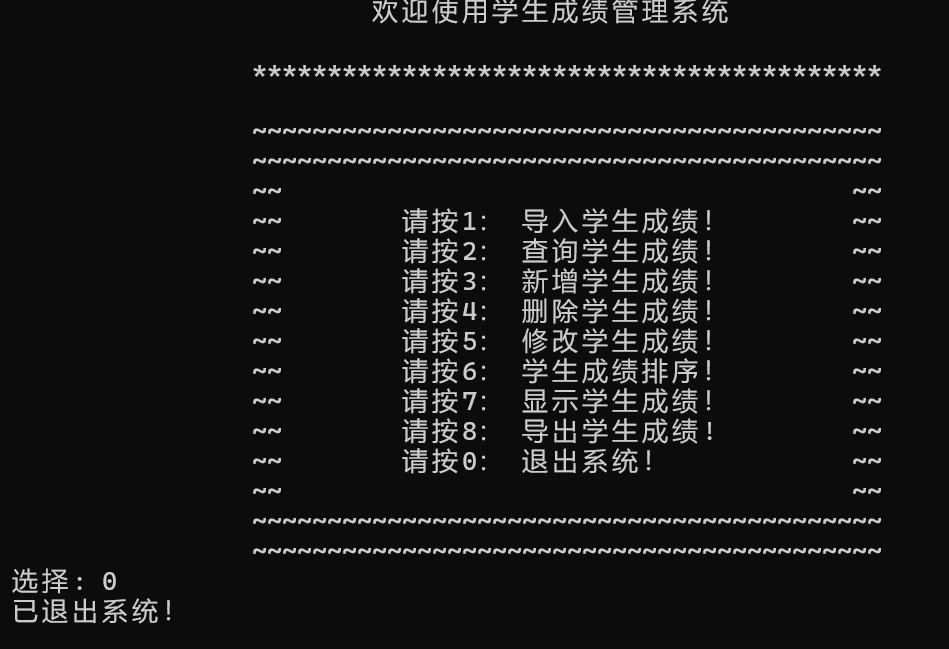 欢迎使用学生成绩管理系统
******************************************
~~~~~~~~~~~~~~~~~~~~~~~~~~~~~~~~~~~~~~~~~~
~~~~~~~~~~~~~~~~~~~~~~~~~~~~~~~~~~~~~~~~~~
~~                                      ~~
~~        请按1:  导入学生成绩!         ~~
~~        请按2:  查询学生成绩!         ~~
~~        请按3:  新增学生成绩!         ~~
~~        请按4:  删除学生成绩!         ~~
~~        请按5:  修改学生成绩!         ~~
~~        请按6:  学生成绩排序!         ~~
~~        请按7:  显示学生成绩!         ~~
~~        请按8:  导出学生成绩!         ~~
~~        请按0:  退出系统!             ~~
~~                                      ~~
~~~~~~~~~~~~~~~~~~~~~~~~~~~~~~~~~~~~~~~~~~
~~~~~~~~~~~~~~~~~~~~~~~~~~~~~~~~~~~~~~~~~~
选择: 0
已退出系统!